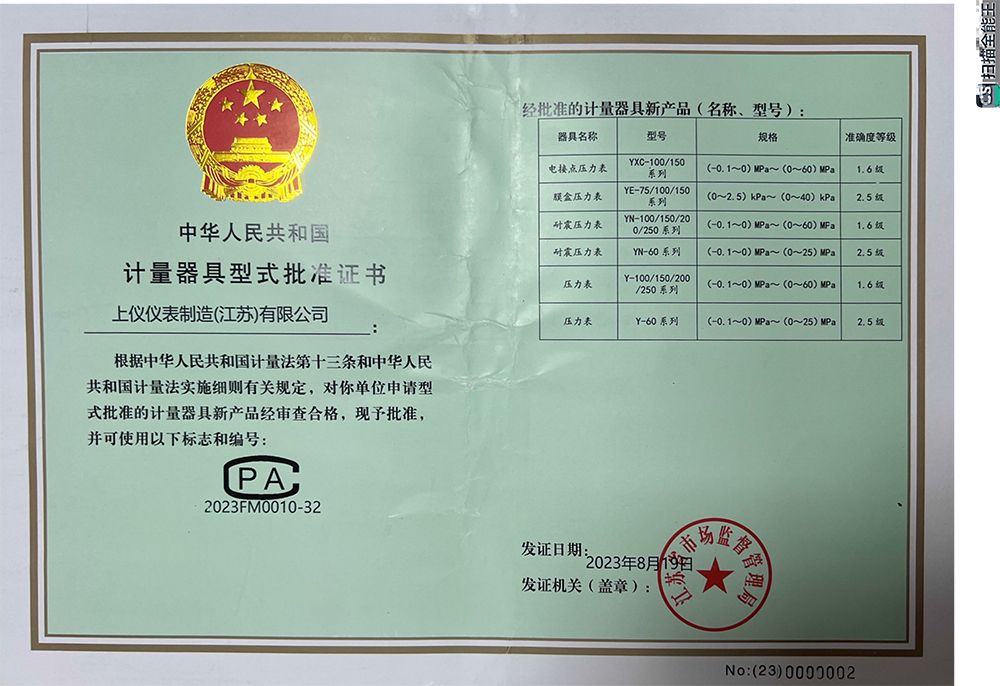 中华人民共和国
计量器具型式批准证书
上仪仪表制造(江苏)有限公司
：
根据中华人民共和国计量法第十三条和中华人民
共和国计量法实施细则有关规定，对你单位申请型
式批准的计量器具新产品经审查合格，现予批准，
并可使用以下标志和编号：
CPA
2023FM0010-32
经批准的计量器具新产品（名称、型号）：
器具名称 型号 规格 准确度等级
电接点压力表 YXC-100/150 系列 (-0.1～0) MPa～(0～60) MPa 1.6级
膜盒压力表 YE-75/100/150 系列 (0～2.5) kPa～(0～40) kPa 2.5级
耐震压力表 YN-100/150/200/250系列 (-0.1～0) MPa～(0～60) MPa 1.6级
耐震压力表 YN-60系列 (-0.1～0) MPa～(0～25) MPa 2.5级
压力表 Y-100/150/200/250系列 (-0.1～0) MPa～(0～60) MPa 1.6级
压力表 Y-60系列 (-0.1～0) MPa～(0～25) MPa 2.5级
发证日期：
2023年8月19日
发证机关（盖章）：
江苏省市场监督管理局
No:(23)0000002
CS 扫描全能王